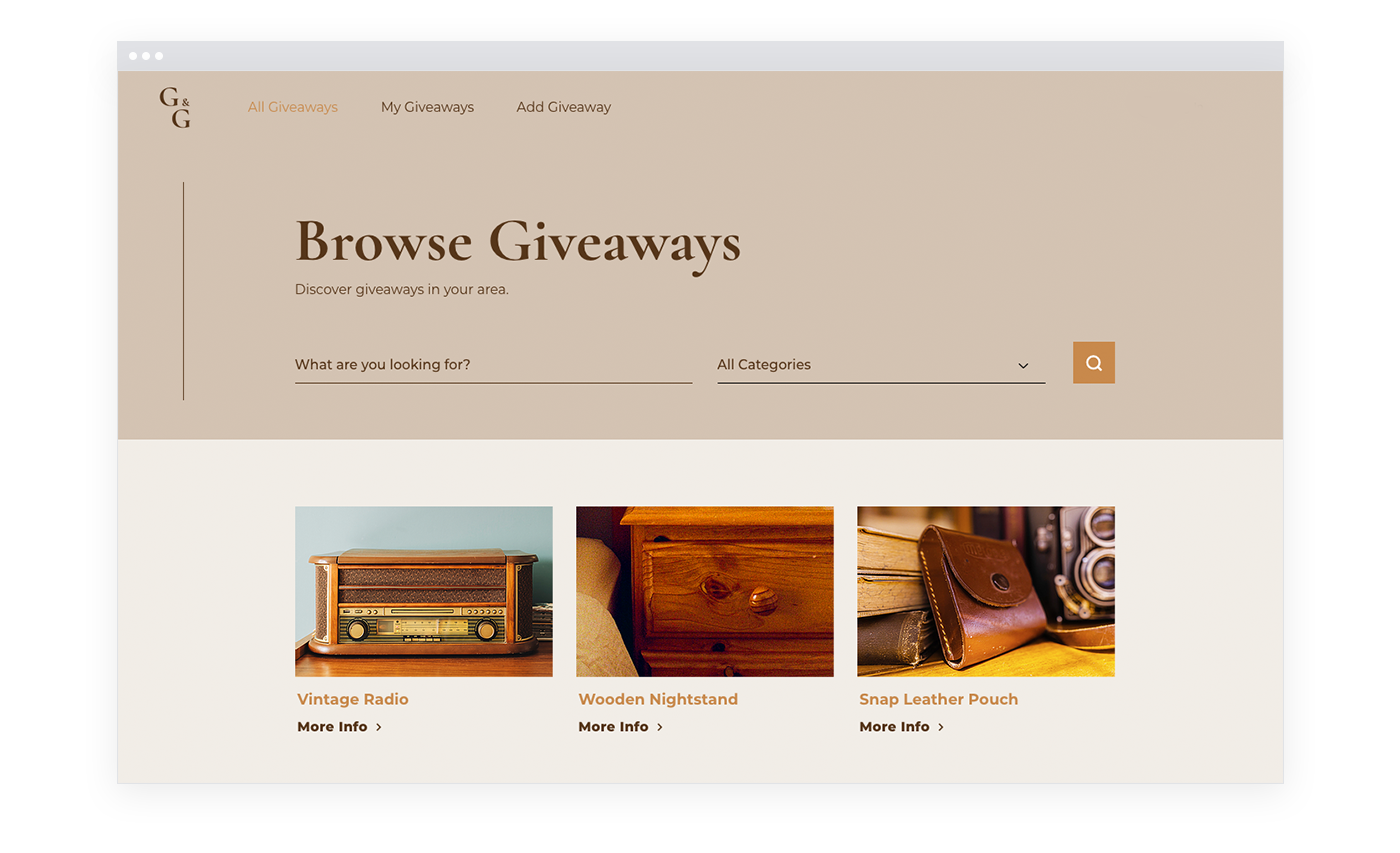 G &
G
All Giveaways
My Giveaways
Add Giveaway
Browse Giveaways
Discover giveaways in your area.
What are you looking for?
All Categories
Vintage Radio
More Info
Wooden Nightstand
More Info
Snap Leather Pouch
More Info